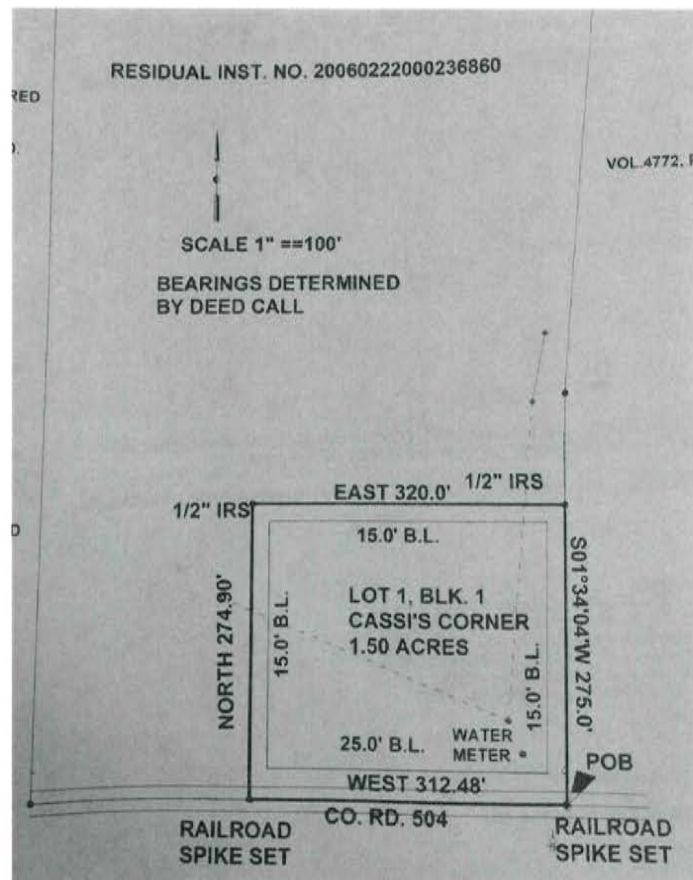 RESIDUAL INST. NO. 20060222000236860
RED
VOL.4772,
SCALE 1" ==100'
BEARINGS DETERMINED
BY DEED CALL
EAST 320.0'
1/2" IRS
1/2" IRS
15.0' B.L.
NORTH 274.90'
15.0' B.L.
LOT 1, BLK. 1
CASSI'S CORNER
1.50 ACRES
15.0' B.L.
S01°34'04'W 275.0'
25.0' B.L.
WATER
METER
POB
WEST 312.48'
CO. RD. 504
RAILROAD
SPIKE SET
RAILROAD
SPIKE SET